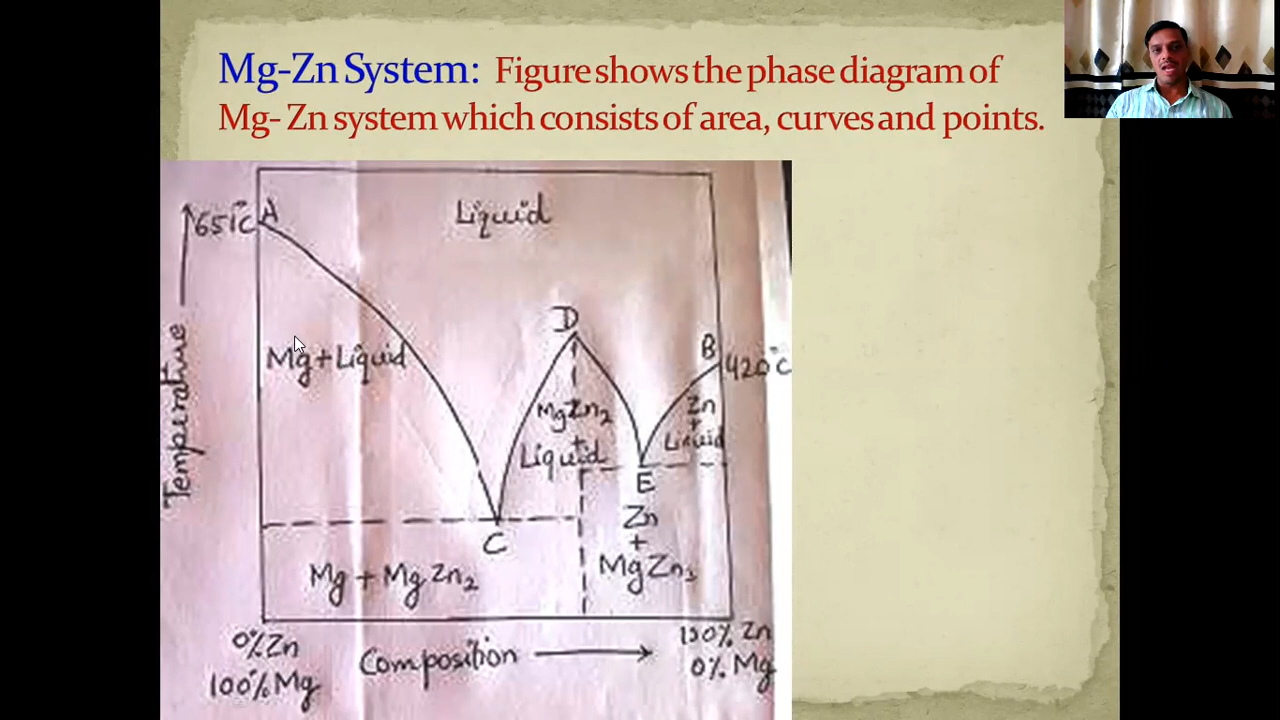 Mg-Zn System: Figure shows the phase diagram of
Mg- Zn system which consists of area, curves and points.
Liquid
651°C A
D
B
420°C
Mg+Liquid
MgZn2
+
Liquid
Zn
+
Liquid
Temperature
E
C
Zn
+
MgZn2
Mg + MgZn2
0%Zn
100%Mg
Composition
100% Zn
0% Mg